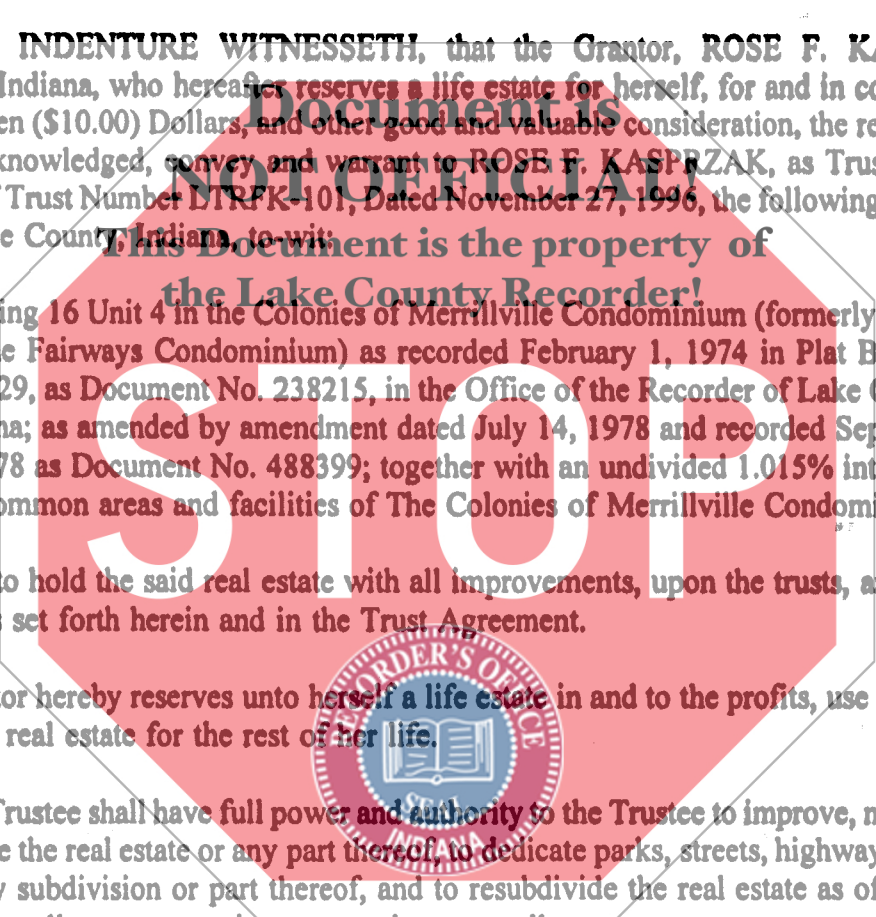 INDENTURE WITNESSETH, that the Grantor, ROSE F. KA
Indiana, who hereafter reserves a life estate for herself, for and in co
en ($10.00) Dollars, and other good and valuable consideration, the re
knowledged, convey and warrant to ROSE F. KASPRZAK, as Trus
Trust Number LTRFK-101, Dated November 27, 1996, the following
e County, Indiana, to-wit:
Document is
NOT OFFICIAL!
This Document is the property of
the Lake County Recorder!
ing 16 Unit 4 in the Colonies of Merrillville Condominium (formerly
e Fairways Condominium) as recorded February 1, 1974 in Plat B
29, as Document No. 238215, in the Office of the Recorder of Lake C
na; as amended by amendment dated July 14, 1978 and recorded Sep
78 as Document No. 488399; together with an undivided 1.015% int
ommon areas and facilities of The Colonies of Merrillville Condomi
STOP
to hold the said real estate with all improvements, upon the trusts, a
s set forth herein and in the Trust Agreement.
tor hereby reserves unto herself a life estate in and to the profits, use
real estate for the rest of her life.
RECORDER'S OFFICE
SEAL
INDIANA
Trustee shall have full power and authority to the Trustee to improve, m
e the real estate or any part thereof, to dedicate parks, streets, highway
y subdivision or part thereof, and to resubdivide the real estate as of